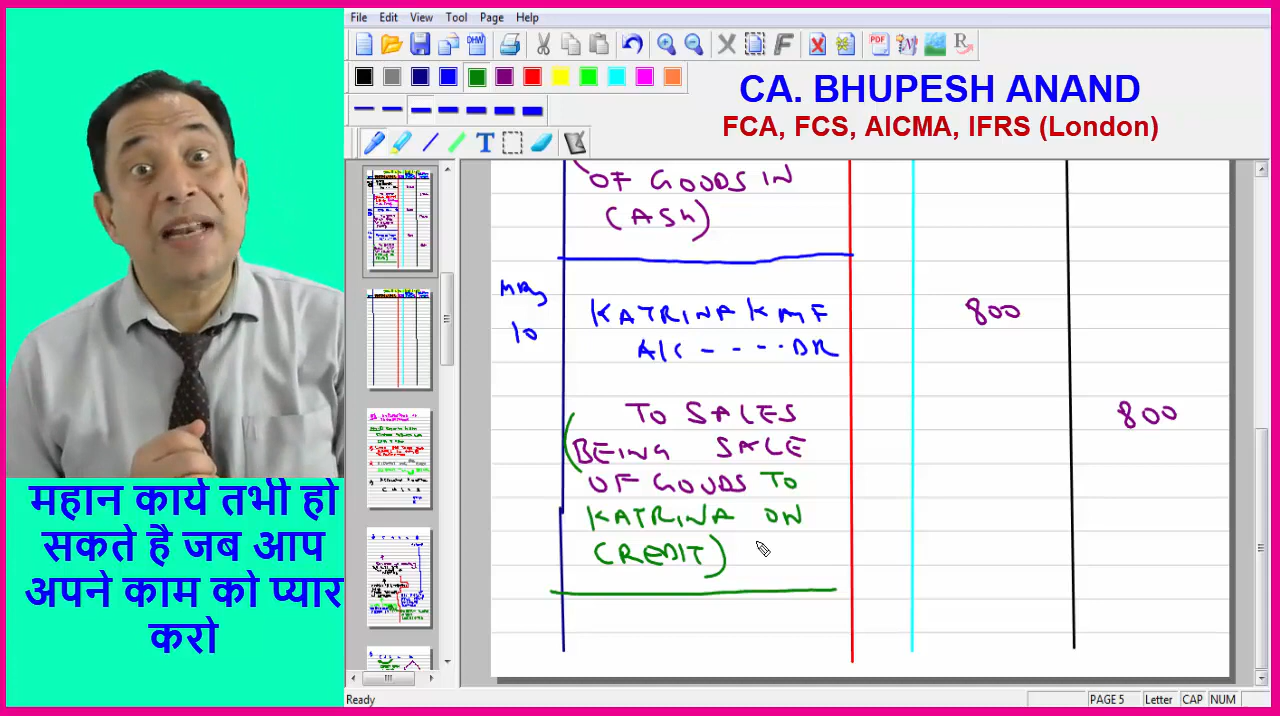 File Edit View Tool Page Help
CA. BHUPESH ANAND
FCA, FCS, AICMA, IFRS (London)
OF GOODS IN
(ASH)
MAY
10
KATRINA KAIF 800
A/C - - - - .. DR
TO SALES 800
(BEING SALE
OF GOODS TO
KATRINA ON
CREDIT)
महान कार्य तभी हो
सकते है जब आप
अपने काम को प्यार
करो
Ready PAGE 5 Letter CAP NUM